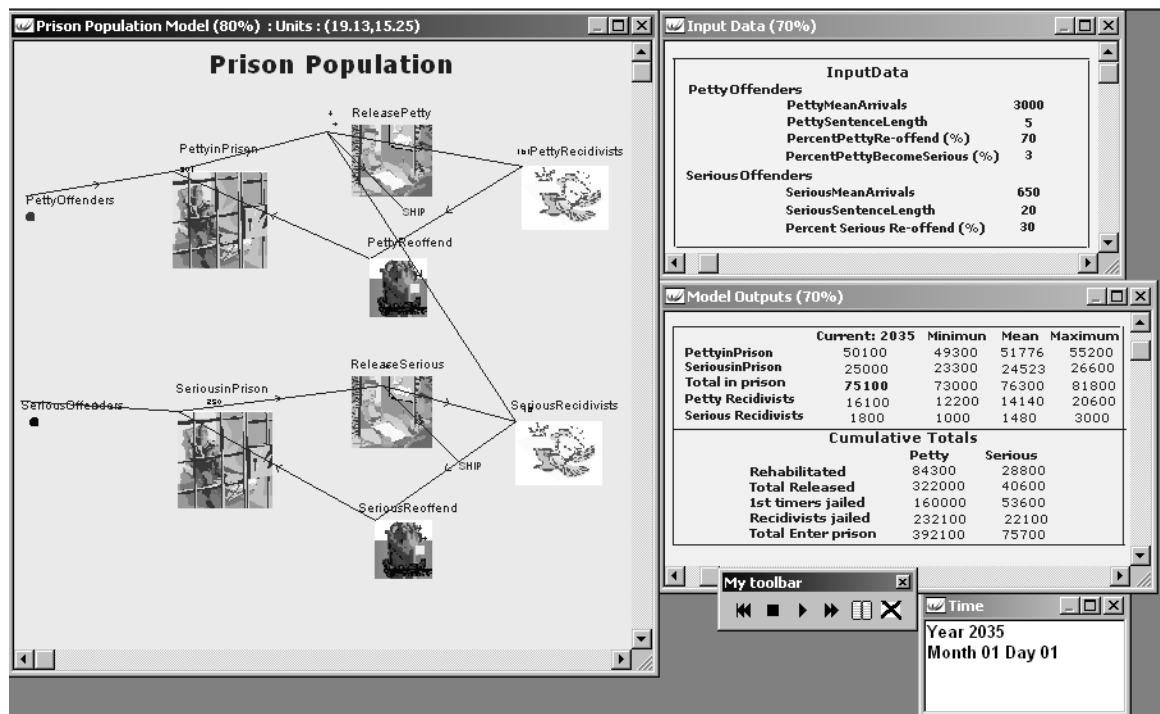 Prison Population Model (80%) : Units : (19.13,15.25)
Prison Population
ReleasePetty
PettyinPrison
PettyRecidivists
PettyOffenders
SHIP
PettyReoffend
ReleaseSerious
SeriousinPrison
250
SeriousOffenders
SeriousRecidivists
SHIP
SeriousReoffend
Input Data (70%)
InputData
PettyOffenders
PettyMeanArrivals 3000
PettySentenceLength 5
PercentPettyRe-offend (%) 70
PercentPettyBecomeSerious (%) 3
SeriousOffenders
SeriousMeanArrivals 650
SeriousSentenceLength 20
Percent Serious Re-offend (%) 30
Model Outputs (70%)
Current: 2035 Minimun Mean Maximum
PettyinPrison 50100 49300 51776 55200
SeriousinPrison 25000 23300 24523 26600
Total in prison 75100 73000 76300 81800
Petty Recidivists 16100 12200 14140 20600
Serious Recidivists 1800 1000 1480 3000
Cumulative Totals
Petty Serious
Rehabilitated 84300 28800
Total Released 322000 40600
1st timers jailed 160000 53600
Recidivists jailed 232100 22100
Total Enter prison 392100 75700
My toolbar
Time
Year 2035
Month 01 Day 01